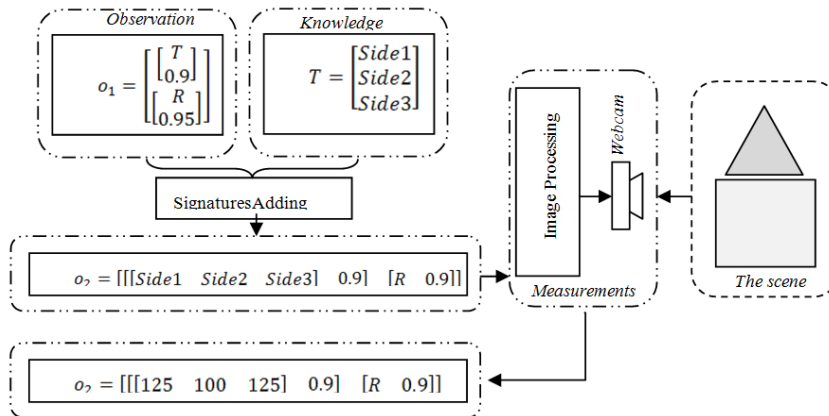 Observation
Knowledge
o₁ = [[T 0.9] [R 0.95]]
T = [Side1 Side2 Side3]
SignaturesAdding
Image Processing
Webcam
Measurements
The scene
o₂ = [[[Side1 Side2 Side3] 0.9] [R 0.9]]
o₂ = [[[125 100 125] 0.9] [R 0.9]]